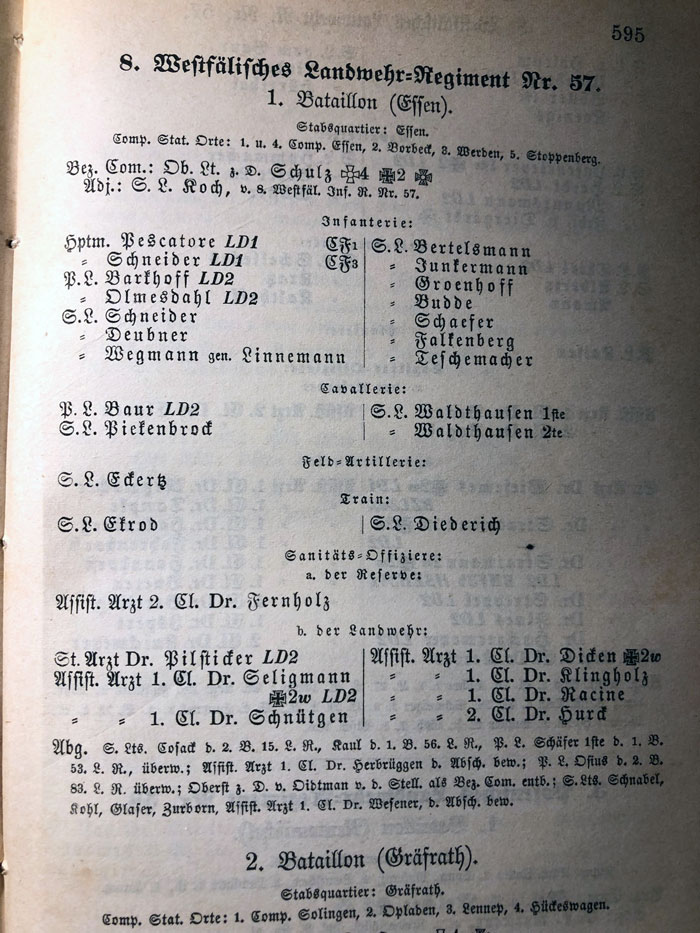 595
8. Westfälisches Landwehr-Regiment Nr. 57.
1. Bataillon (Essen).
Stabsquartier: Essen.
Comp. Stat. Orte: 1. u. 4. Comp. Essen, 2. Borbeck, 3. Werden, 5. Stoppenberg.
Bez. Com.: Ob. Lt. z. D. Schulz ✠4 ✠2 ✠
Adj.: S. L. Koch, v. 8. Westfäl. Inf. R. Nr. 57.
Infanterie:
Hptm. Pescatore LD1 CF1
= Schneider LD1 CF3
P. L. Barkhoff LD2
= Olmesdahl LD2
S. L. Schneider
= Deubner
= Wegmann gen. Linnemann
S. L. Bertelsmann
= Junkermann
= Groenhoff
= Budde
= Schaefer
= Falkenberg
= Teschemacher
Cavallerie:
P. L. Baur LD2
S. L. Piekenbrock
S. L. Waldthausen 1ste
= Waldthausen 2te
Feld-Artillerie:
S. L. Eckertz
Train:
S. L. Ekrod
S. L. Diederich
Sanitäts-Offiziere:
a. der Reserve:
Assist. Arzt 2. Cl. Dr. Fernholz
b. der Landwehr:
St. Arzt Dr. Pilsticker LD2
Assist. Arzt 1. Cl. Dr. Seligmann
✠2w LD2
= = 1. Cl. Dr. Schnütgen
Assist. Arzt 1. Cl. Dr. Dicken ✠2w
= = 1. Cl. Dr. Klingholz
= = 1. Cl. Dr. Racine
= = 2. Cl. Dr. Hurck
Abg. S. Lts. Cosack d. 2. B. 15. L. R., Kaul d. 1. B. 56. L. R., P. L. Schäfer 1ste d. 1. B.
53. L. R., überw.; Assist. Arzt 1. Cl. Dr. Herbrüggen d. Absch. bew.; P. L. Osius d. 2. B.
83. L. R. überw.; Oberst z. D. v. Oidtman v. d. Stell. als Bez. Com. entb.; S. Lts. Schnabel,
Kohl, Glaser, Zurborn, Assist. Arzt 1. Cl. Dr. Wesener, d. Absch. bew.
2. Bataillon (Gräfrath).
Stabsquartier: Gräfrath.
Comp. Stat. Orte: 1. Comp. Solingen, 2. Opladen, 3. Lennep, 4. Hückeswagen.